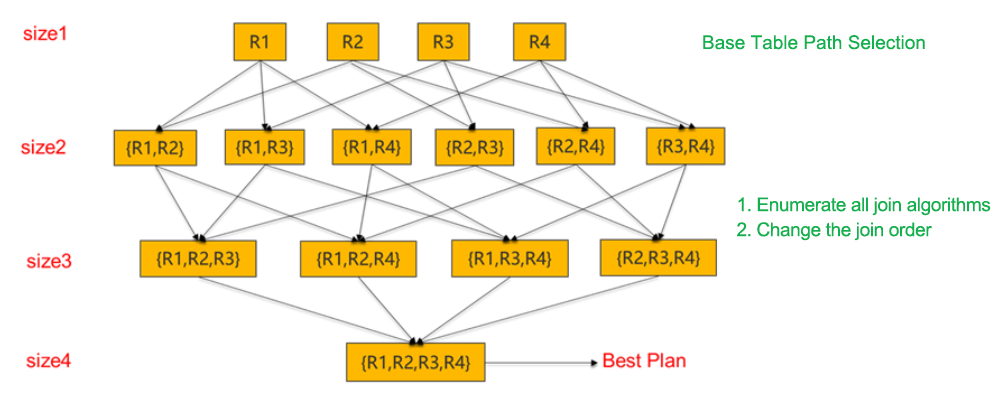 size1
R1
R2
R3
R4
Base Table Path Selection
size2
{R1,R2}
{R1,R3}
{R1,R4}
{R2,R3}
{R2,R4}
{R3,R4}
1. Enumerate all join algorithms
2. Change the join order
size3
{R1,R2,R3}
{R1,R2,R4}
{R1,R3,R4}
{R2,R3,R4}
size4
{R1,R2,R3,R4}
Best Plan